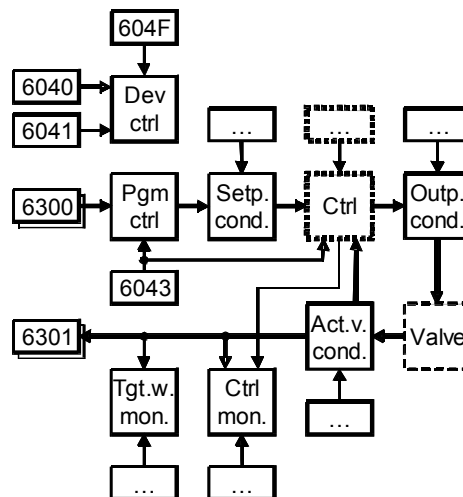 604F
6040
Dev
ctrl
6041
...
...
...
6300
Pgm
ctrl
Setp.
cond.
Ctrl
Outp.
cond.
6043
6301
Act.v.
cond.
Valve
Tgt.w.
mon.
Ctrl
mon.
...
...
...